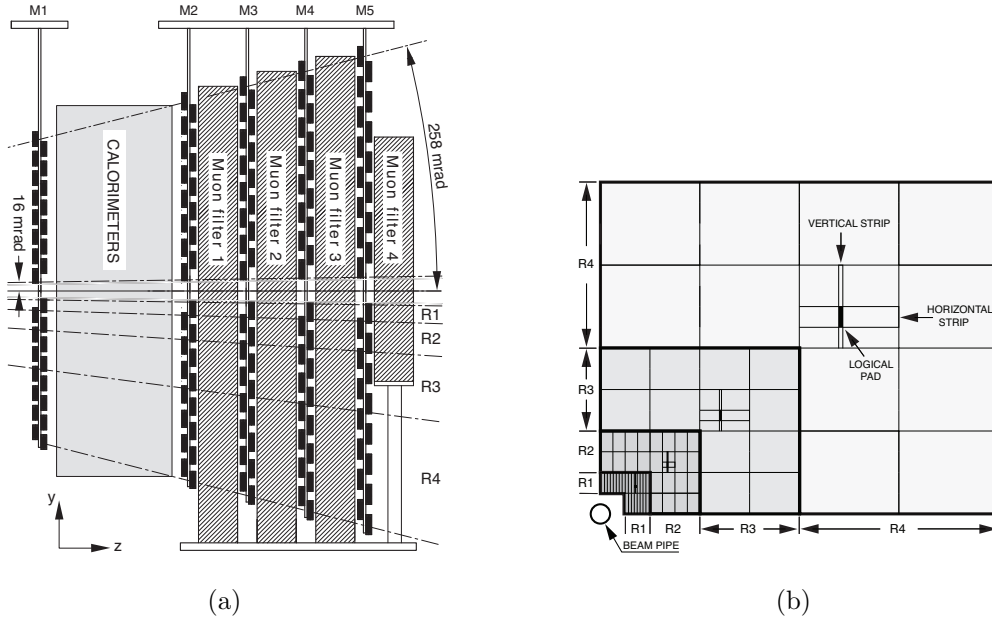 M1
M2
M3
M4
M5
16 mrad
CALORIMETERS
Muon filter 1
Muon filter 2
Muon filter 3
Muon filter 4
258 mrad
R1
R2
R3
R4
y
z
(a)
R4
R3
R2
R1
VERTICAL STRIP
HORIZONTAL
STRIP
LOGICAL
PAD
R1
R2
R3
R4
BEAM PIPE
(b)